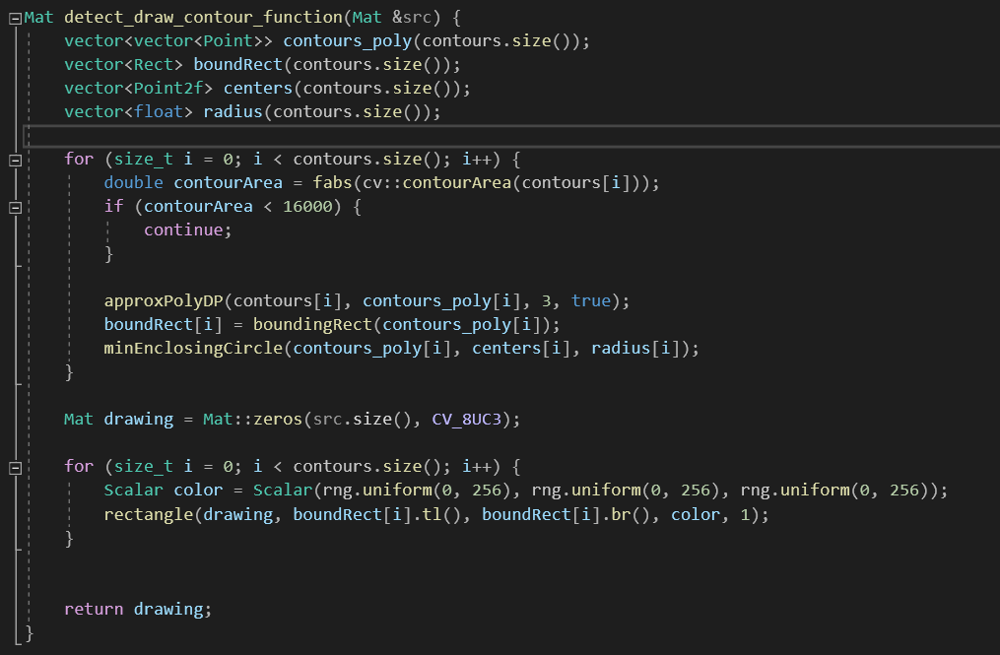 Mat detect_draw_contour_function(Mat &src) {
    vector<vector<Point>> contours_poly(contours.size());
    vector<Rect> boundRect(contours.size());
    vector<Point2f> centers(contours.size());
    vector<float> radius(contours.size());

    for (size_t i = 0; i < contours.size(); i++) {
        double contourArea = fabs(cv::contourArea(contours[i]));
        if (contourArea < 16000) {
            continue;
        }

        approxPolyDP(contours[i], contours_poly[i], 3, true);
        boundRect[i] = boundingRect(contours_poly[i]);
        minEnclosingCircle(contours_poly[i], centers[i], radius[i]);
    }

    Mat drawing = Mat::zeros(src.size(), CV_8UC3);

    for (size_t i = 0; i < contours.size(); i++) {
        Scalar color = Scalar(rng.uniform(0, 256), rng.uniform(0, 256), rng.uniform(0, 256));
        rectangle(drawing, boundRect[i].tl(), boundRect[i].br(), color, 1);
    }


    return drawing;
}